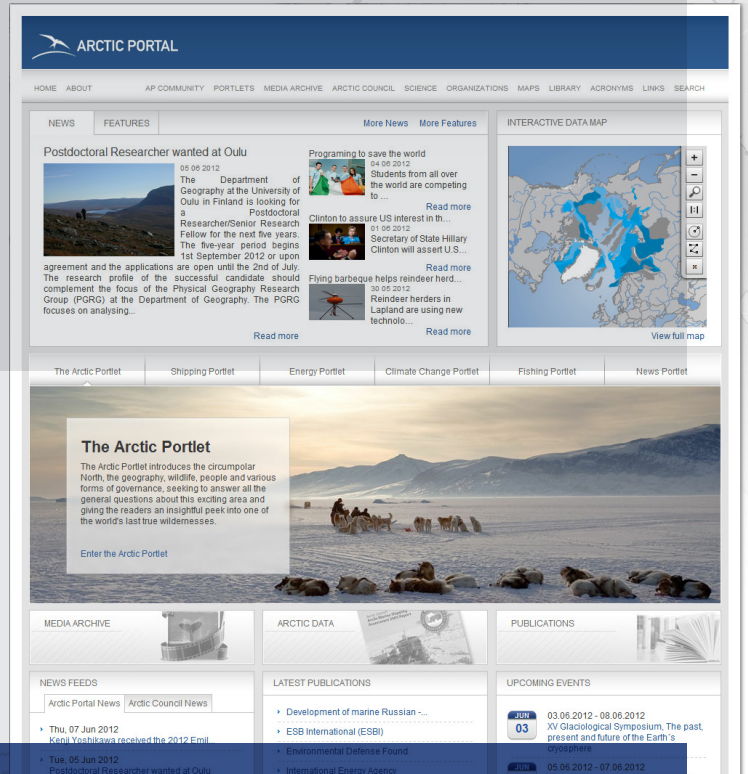 ARCTIC PORTAL
HOME ABOUT AP COMMUNITY PORTLETS MEDIA ARCHIVE ARCTIC COUNCIL SCIENCE ORGANIZATIONS MAPS LIBRARY ACRONYMS LINKS SEARCH
NEWS FEATURES More News More Features
Postdoctoral Researcher wanted at Oulu
05 06 2012
The Department of
Geography at the University of
Oulu in Finland is looking for
a Postdoctoral
Researcher/Senior Research
Fellow for the next five years.
The five-year period begins
1st September 2012 or upon
agreement and the applications are open until the 2nd of July.
The research profile of the successful candidate should
complement the focus of the Physical Geography Research
Group (PGRG) at the Department of Geography. The PGRG
focuses on analysing...
Read more
Programing to save the world
04 06 2012
Students from all over
the world are competing
to ...
Read more
Clinton to assure US interest in th...
01 06 2012
Secretary of State Hillary
Clinton will assert U.S...
Read more
Flying barbeque helps reindeer herd...
30 05 2012
Reindeer herders in
Lapland are using new
technolo...
Read more
INTERACTIVE DATA MAP
View full map
The Arctic Portlet Shipping Portlet Energy Portlet Climate Change Portlet Fishing Portlet News Portlet
The Arctic Portlet
The Arctic Portlet introduces the circumpolar
North, the geography, wildlife, people and various
forms of governance, seeking to answer all the
general questions about this exciting area and
giving the readers an insightful peek into one of
the world's last true wildernesses.
Enter the Arctic Portlet
MEDIA ARCHIVE
ARCTIC DATA
PUBLICATIONS
NEWS FEEDS
Arctic Portal News Arctic Council News
Thu, 07 Jun 2012
Kenji Yoshikawa received the 2012 Emil...
Tue, 05 Jun 2012
Postdoctoral Researcher wanted at Oulu
LATEST PUBLICATIONS
Development of marine Russian -...
ESB International (ESBI)
Environmental Defense Found
International Energy Agency
UPCOMING EVENTS
JUN
03
03.06.2012 - 08.06.2012
XV Glaciological Symposium, The past,
present and future of the Earth`s
cryosphere
JUN
05.06.2012 - 07.06.2012